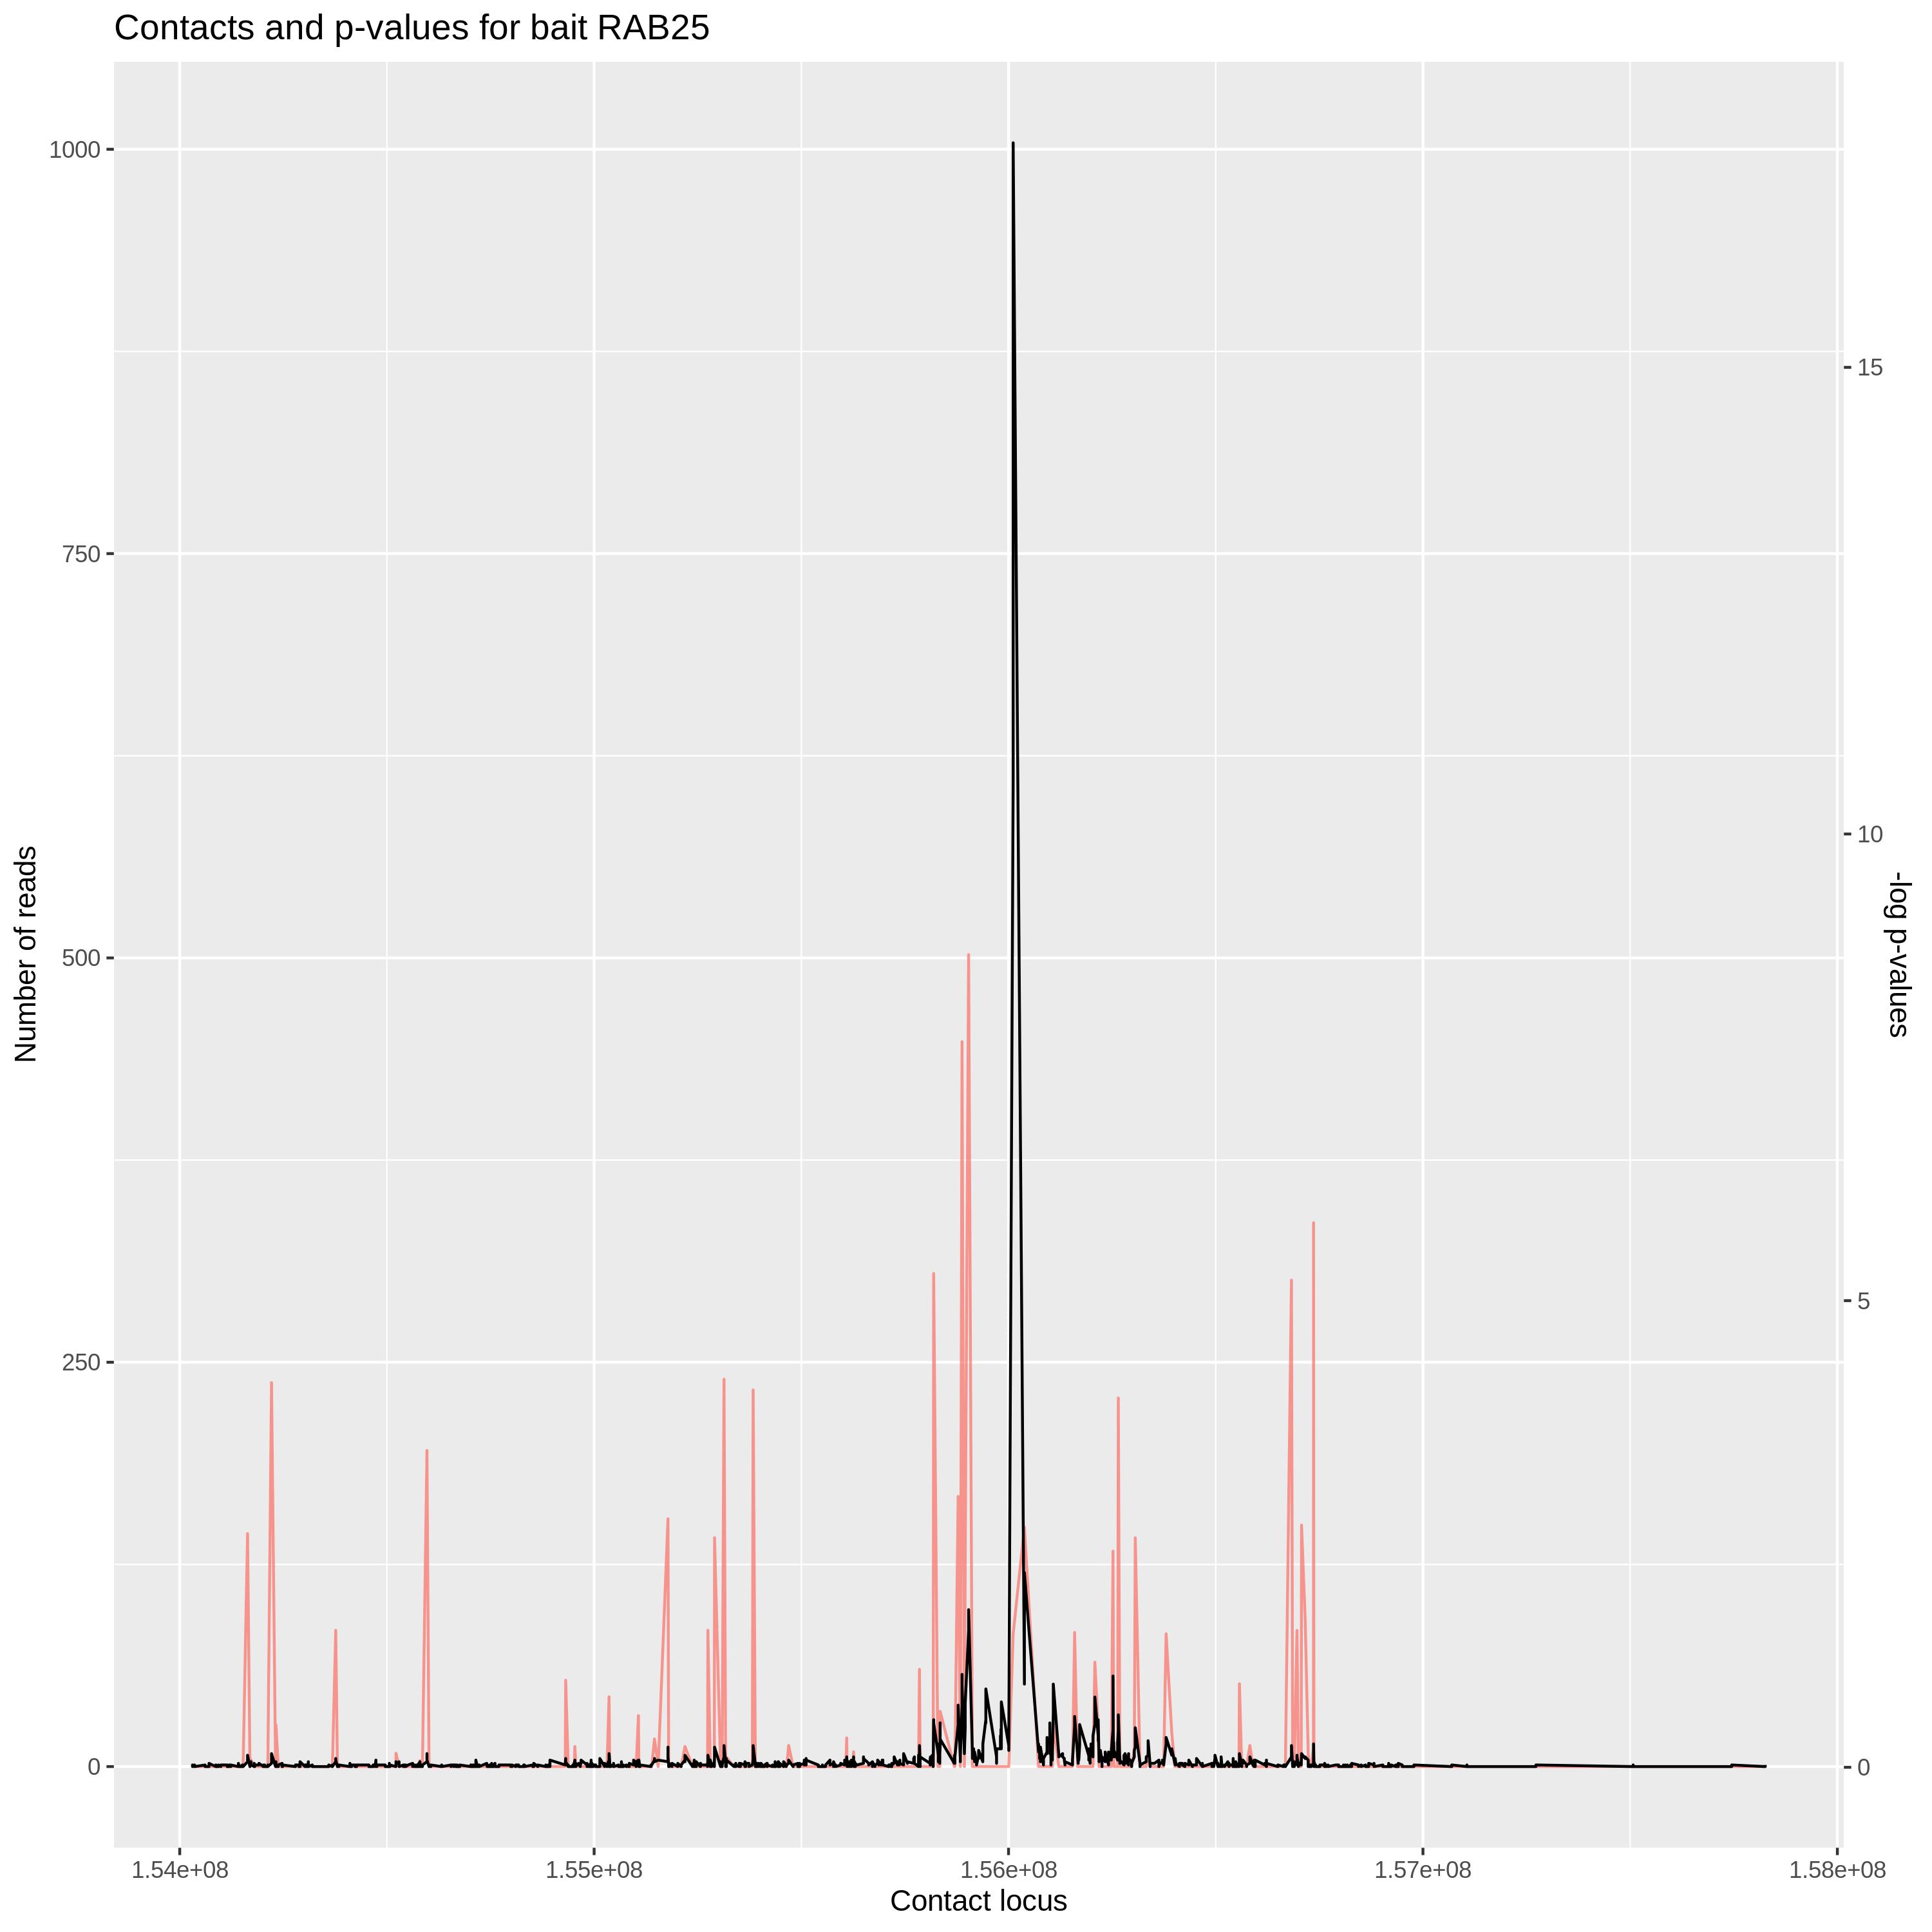 Contacts and p-values for bait RAB25
Number of reads
1000
750
500
250
0
15
10
5
0
-log p-values
1.54e+08
1.55e+08
1.56e+08
1.57e+08
1.58e+08
Contact locus